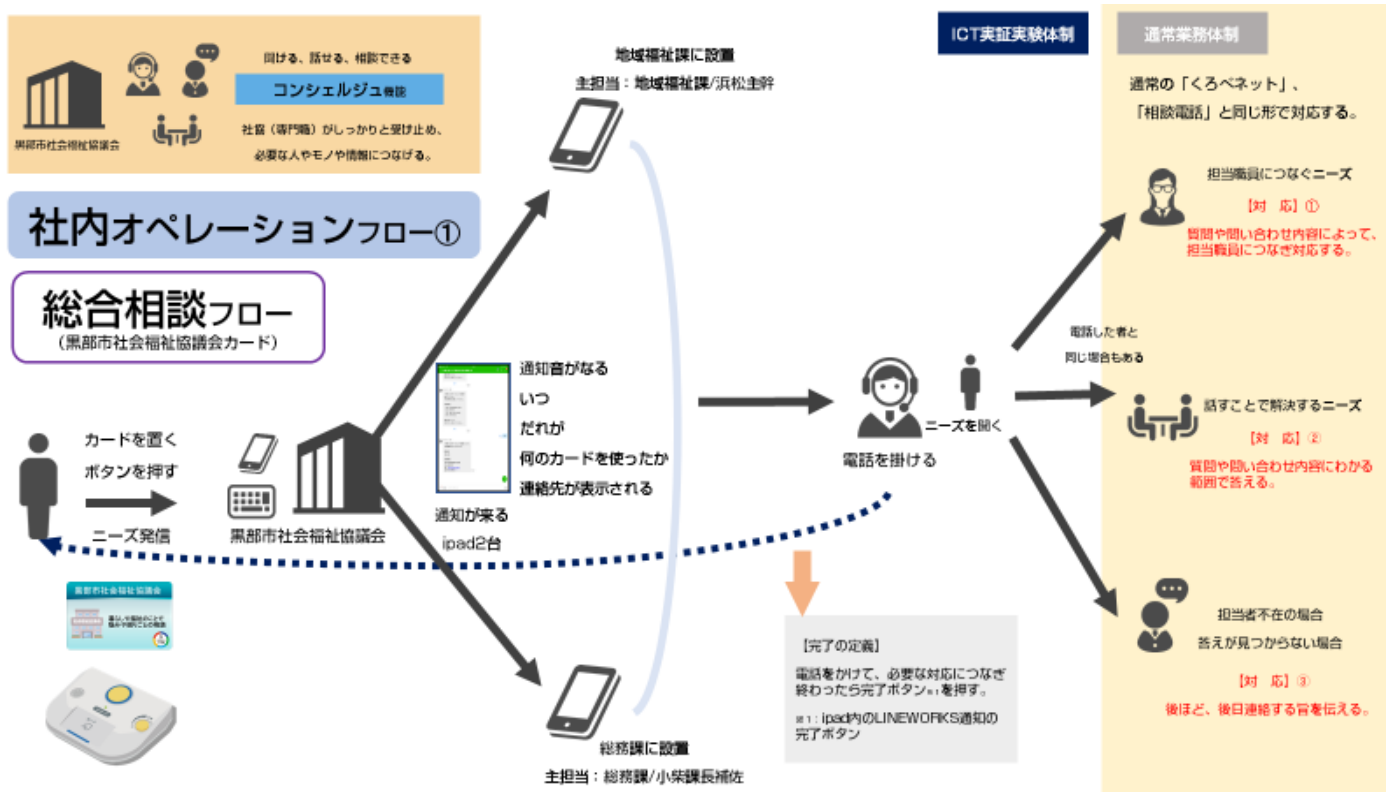 聞ける、話せる、相談できる
コンシェルジュ機能
社協（専門職）がしっかりと受け止め、
必要な人やモノや情報につなげる。
黒部市社会福祉協議会
社内オペレーションフロー①
総合相談フロー
（黒部市社会福祉協議会カード）
カードを置く
ボタンを押す
ニーズ発信
黒部市社会福祉協議会
黒部市社会福祉協議会
地域福祉課に設置
主担当：地域福祉課/浜松主幹
通知音がなる
いつ
だれが
何のカードを使ったか
連絡先が表示される
通知が来る
ipad2台
総務課に設置
主担当：総務課/小柴課長補佐
電話を掛ける
ニーズを聞く
【完了の定義】
電話をかけて、必要な対応につなぎ
終わったら完了ボタン※1を押す。
※1：ipad内のLINEWORKS通知の
完了ボタン
ICT実証実験体制
通常業務体制
通常の「くろべネット」、
「相談電話」と同じ形で対応する。
担当職員につなぐニーズ
【対　応】①
質問や問い合わせ内容によって、
担当職員につなぎ対応する。
電話した者と
同じ場合もある
話すことで解決するニーズ
【対　応】②
質問や問い合わせ内容にわかる
範囲で答える。
担当者不在の場合
答えが見つからない場合
【対　応】③
後ほど、後日連絡する旨を伝える。